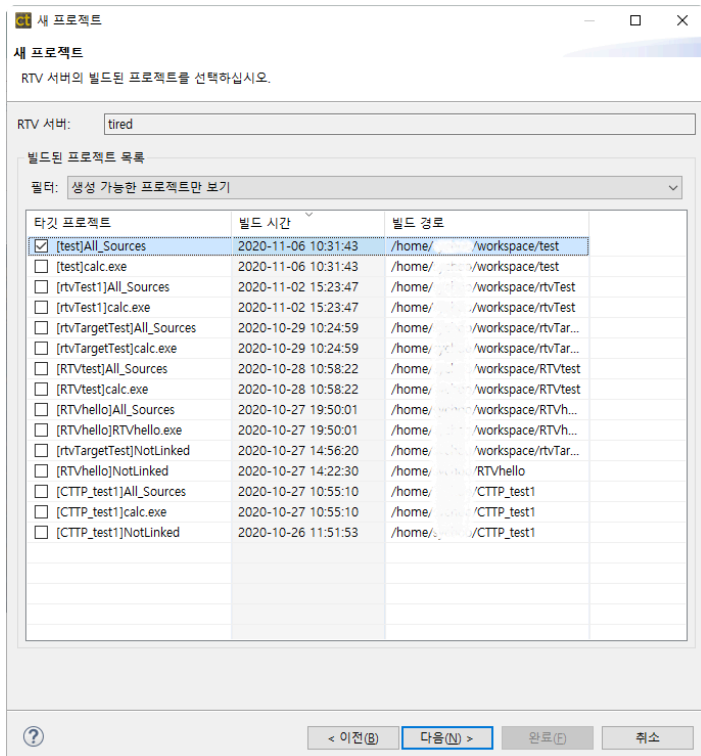 ct 새 프로젝트
새 프로젝트
RTV 서버의 빌드된 프로젝트를 선택하십시오.
RTV 서버: tired
빌드된 프로젝트 목록
필터: 생성 가능한 프로젝트만 보기
타깃 프로젝트 빌드 시간 빌드 경로
[test]All_Sources 2020-11-06 10:31:43 /home/ /workspace/test
[test]calc.exe 2020-11-06 10:31:43 /home/ /workspace/test
[rtvTest1]All_Sources 2020-11-02 15:23:47 /home/ /workspace/rtvTest
[rtvTest1]calc.exe 2020-11-02 15:23:47 /home/ /workspace/rtvTest
[rtvTargetTest]All_Sources 2020-10-29 10:24:59 /home/ /workspace/rtvTar...
[rtvTargetTest]calc.exe 2020-10-29 10:24:59 /home/ /workspace/rtvTar...
[RTVtest]All_Sources 2020-10-28 10:58:22 /home/ /workspace/RTVtest
[RTVtest]calc.exe 2020-10-28 10:58:22 /home/ /workspace/RTVtest
[RTVhello]All_Sources 2020-10-27 19:50:01 /home/ /workspace/RTVh...
[RTVhello]RTVhello.exe 2020-10-27 19:50:01 /home/ /workspace/RTVh...
[rtvTargetTest]NotLinked 2020-10-27 14:56:20 /home/ /workspace/rtvTar...
[RTVhello]NotLinked 2020-10-27 14:22:30 /home/ /RTVhello
[CTTP_test1]All_Sources 2020-10-27 10:55:10 /home/ /CTTP_test1
[CTTP_test1]calc.exe 2020-10-27 10:55:10 /home/ /CTTP_test1
[CTTP_test1]NotLinked 2020-10-26 11:51:53 /home/ /CTTP_test1
? < 이전(B) 다음(N) > 완료(F) 취소